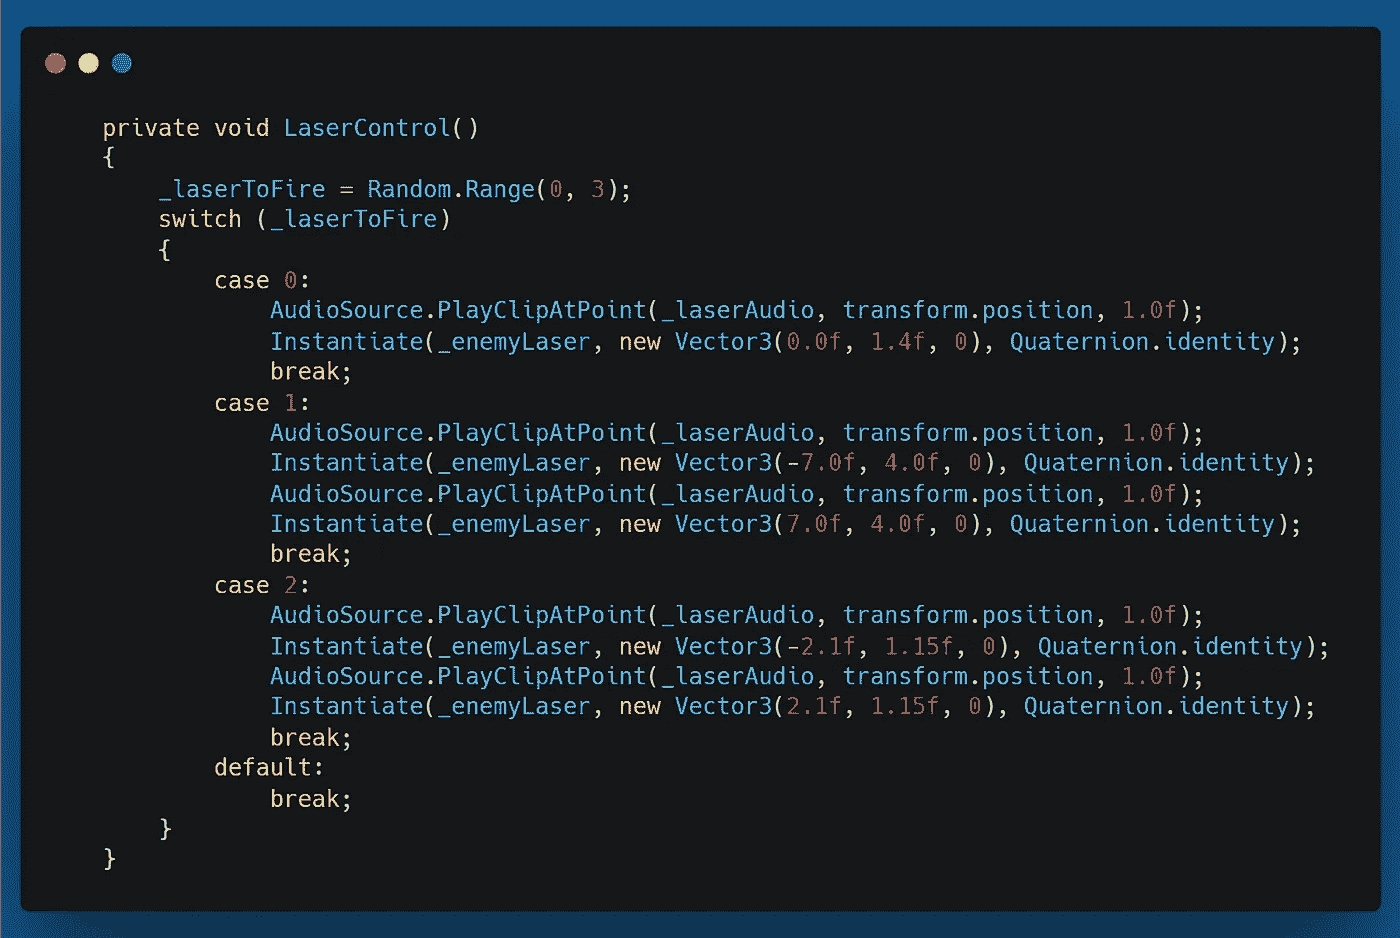 private void LaserControl()
{
    _laserToFire = Random.Range(0, 3);
    switch (_laserToFire)
    {
        case 0:
            AudioSource.PlayClipAtPoint(_laserAudio, transform.position, 1.0f);
            Instantiate(_enemyLaser, new Vector3(0.0f, 1.4f, 0), Quaternion.identity);
            break;
        case 1:
            AudioSource.PlayClipAtPoint(_laserAudio, transform.position, 1.0f);
            Instantiate(_enemyLaser, new Vector3(-7.0f, 4.0f, 0), Quaternion.identity);
            AudioSource.PlayClipAtPoint(_laserAudio, transform.position, 1.0f);
            Instantiate(_enemyLaser, new Vector3(7.0f, 4.0f, 0), Quaternion.identity);
            break;
        case 2:
            AudioSource.PlayClipAtPoint(_laserAudio, transform.position, 1.0f);
            Instantiate(_enemyLaser, new Vector3(-2.1f, 1.15f, 0), Quaternion.identity);
            AudioSource.PlayClipAtPoint(_laserAudio, transform.position, 1.0f);
            Instantiate(_enemyLaser, new Vector3(2.1f, 1.15f, 0), Quaternion.identity);
            break;
        default:
            break;
    }
}